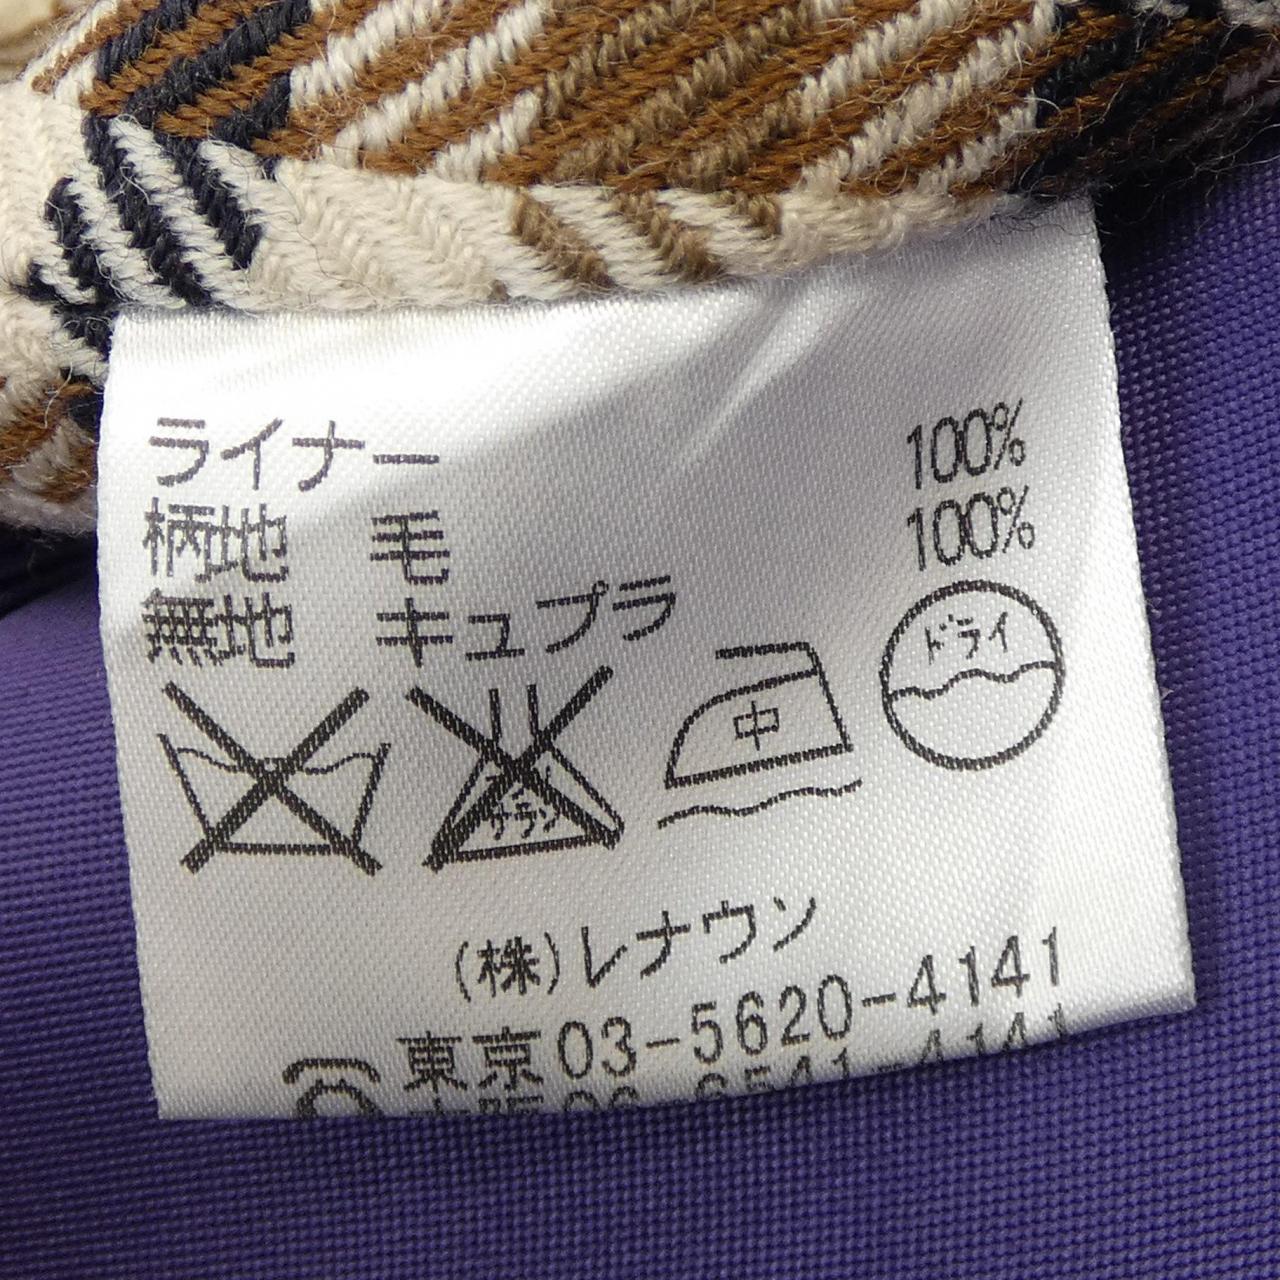 ライナー
柄地 毛 100%
無地 キュプラ 100%
中
ドライ
(株)レナウン
東京03-5620-4141